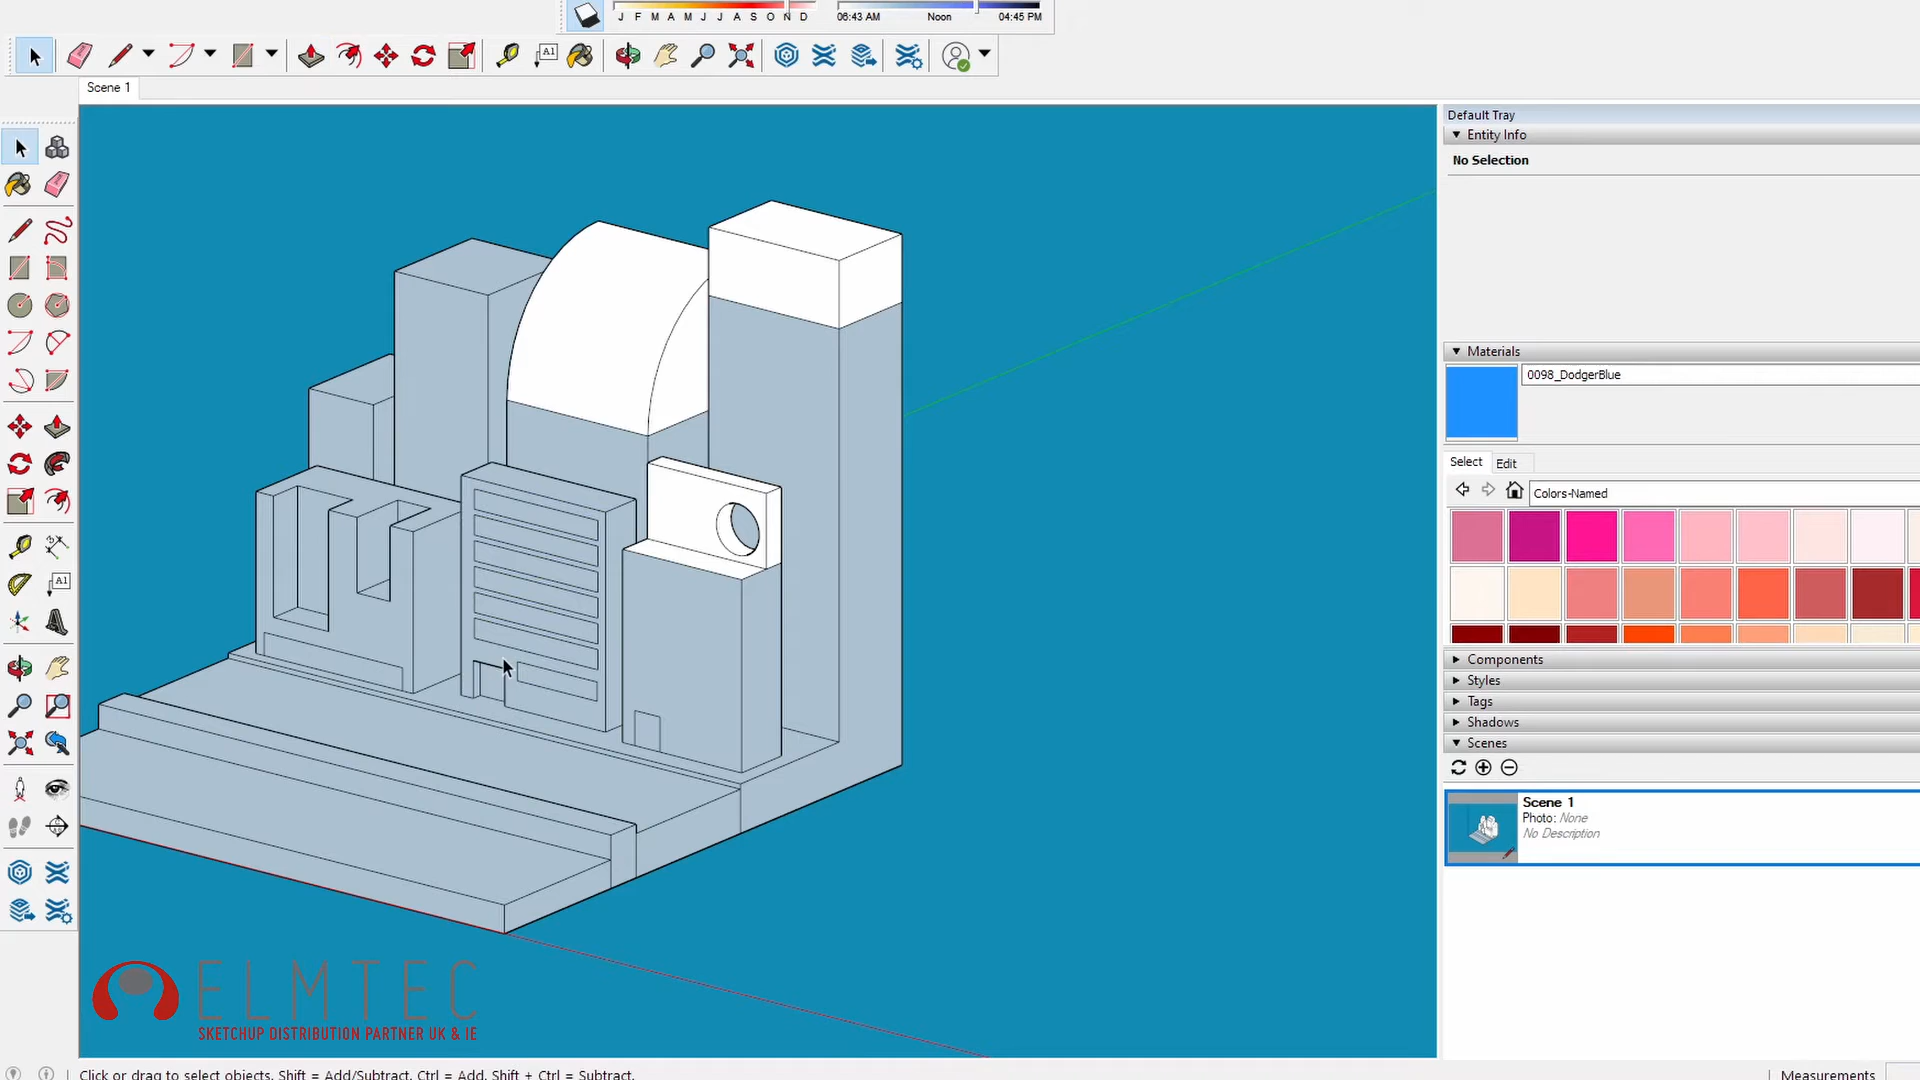 J F M A M J J A S O N D
06:43 AM Noon 04:45 PM
A1
Scene 1
Default Tray
Entity Info
No Selection
Materials
0098_DodgerBlue
Select Edit
Colors-Named
A1
Components
Styles
Tags
Shadows
Scenes
Scene 1
Photo: None
No Description
ELMTEC
SKETCHUP DISTRIBUTION PARTNER UK & IE
Click or drag to select objects. Shift = Add/Subtract. Ctrl = Add. Shift + Ctrl = Subtract.
Measurements